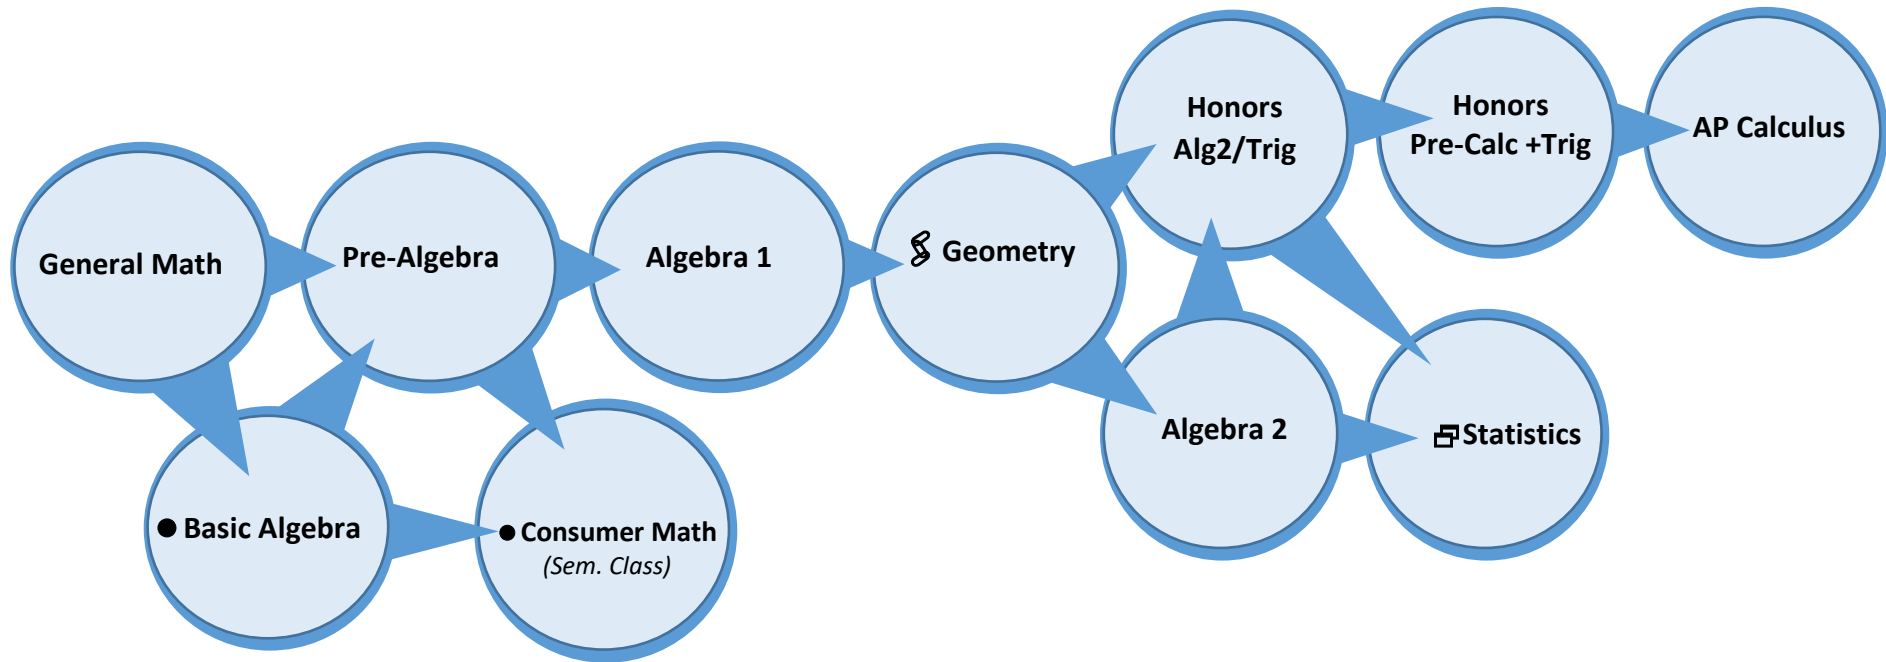 General Math
Pre-Algebra
Algebra 1
Geometry
Honors
Alg2/Trig
Honors
Pre-Calc +Trig
AP Calculus
Algebra 2
Statistics
● Basic Algebra
● Consumer Math
(Sem. Class)